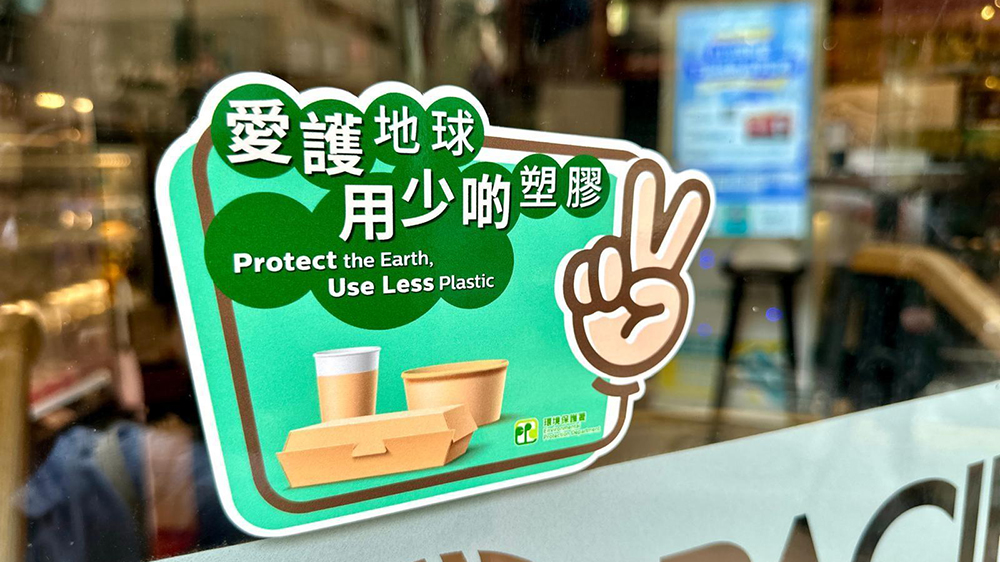 愛護地球
用少啲塑膠
Protect the Earth,
Use Less Plastic
環境保護署
PACI